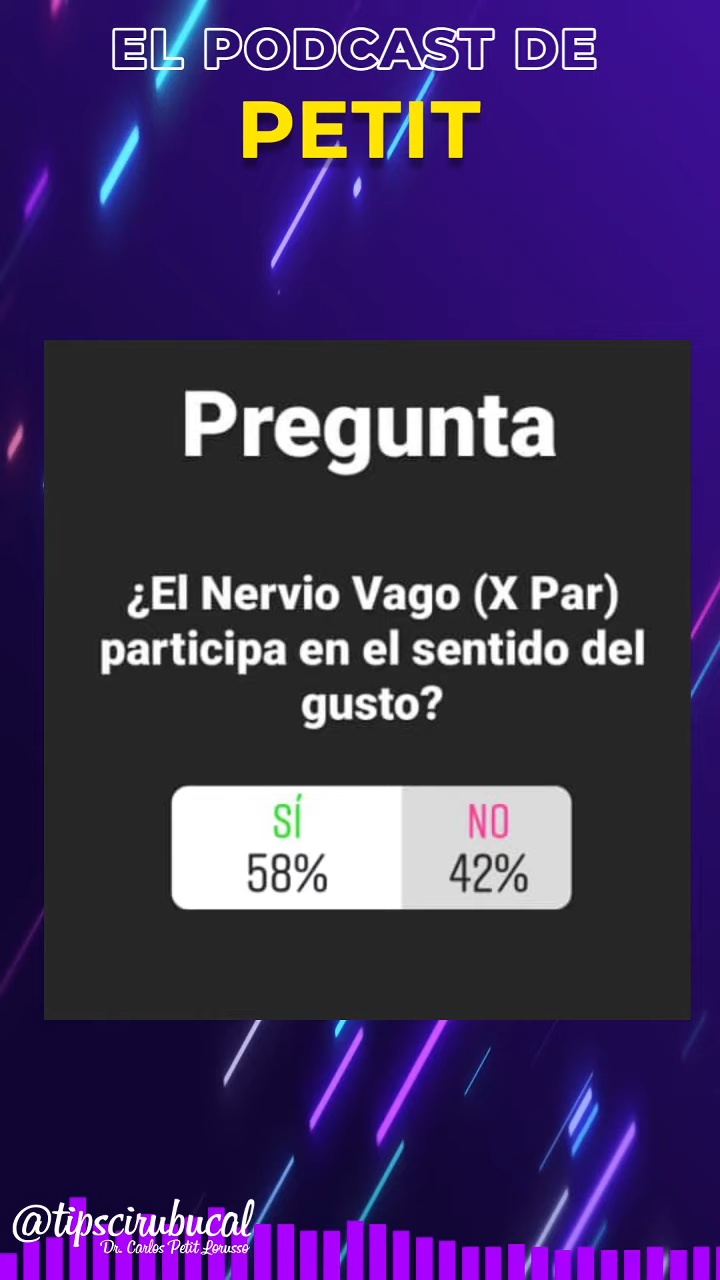 EL PODCAST DE
PETIT
Pregunta
¿El Nervio Vago (X Par)
participa en el sentido del
gusto?
SÍ NO
58% 42%
@tipscirubucal
Dr. Carlos Petit Lorusso